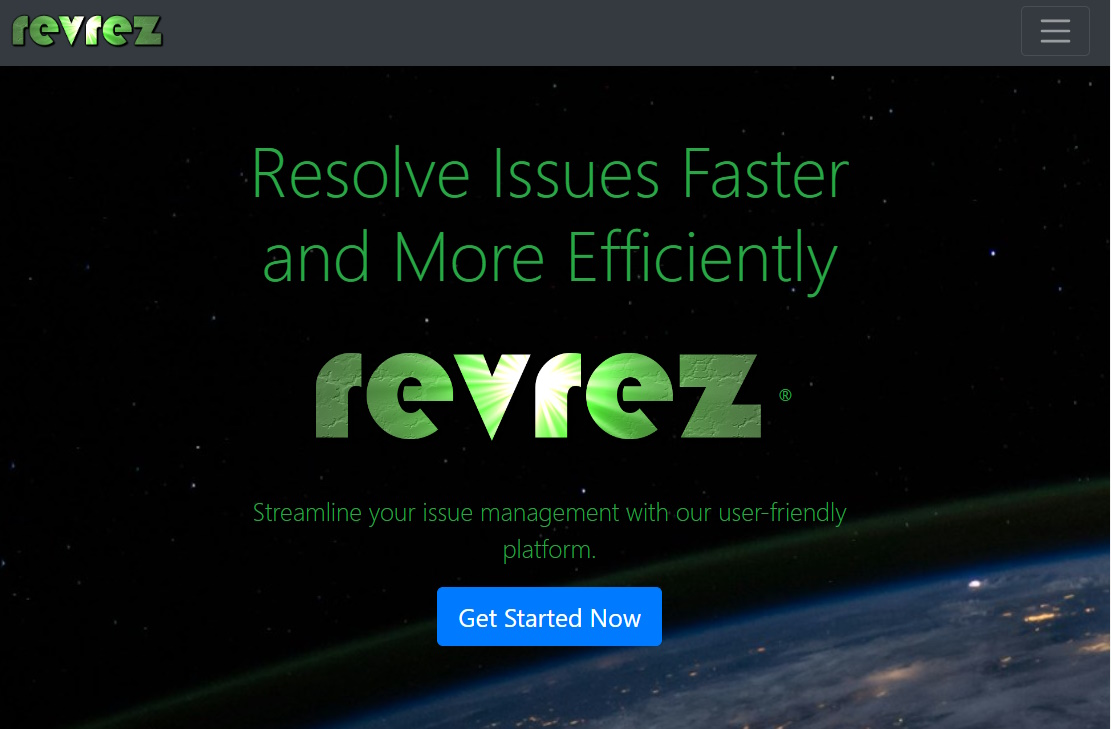 revrez
Resolve Issues Faster
and More Efficiently
revrez ®
Streamline your issue management with our user-friendly
platform.
Get Started Now